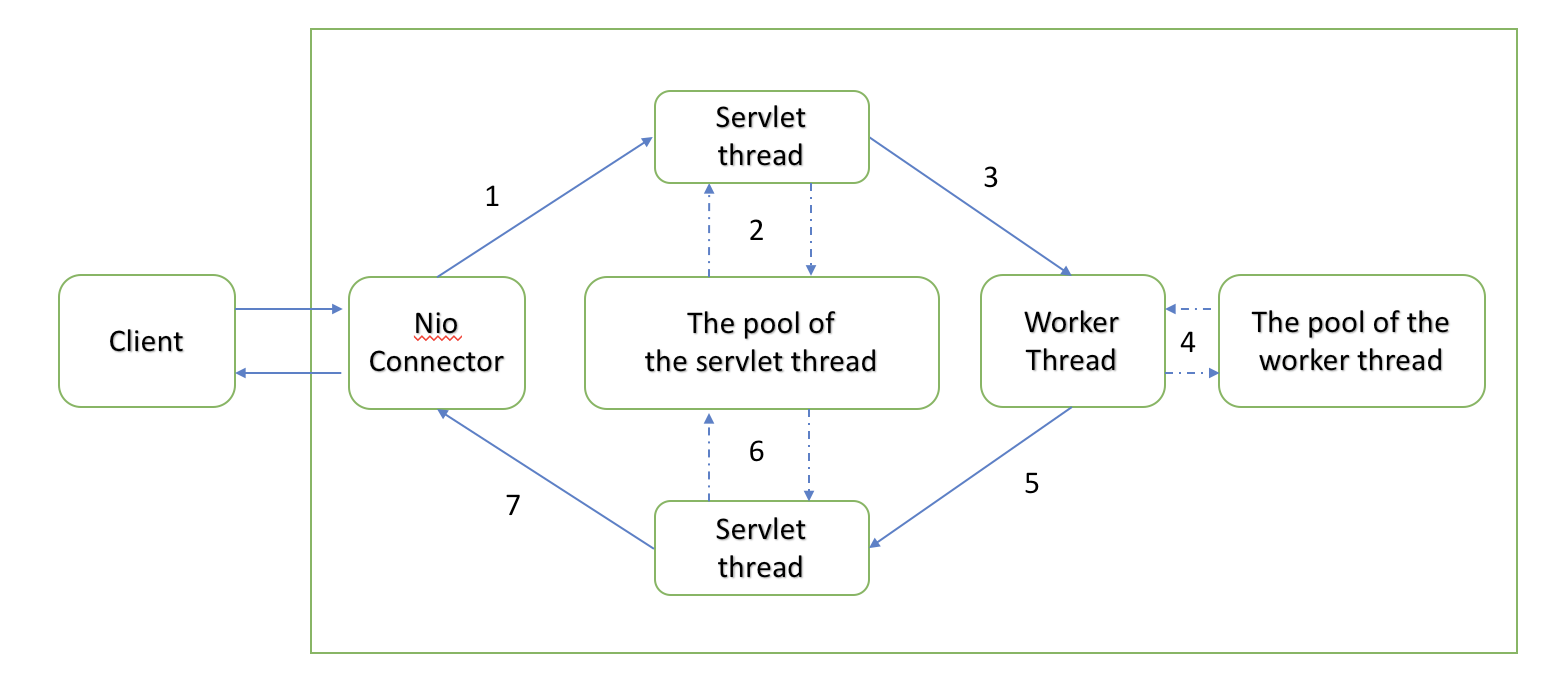 Servlet
thread
1
2
3
Client
Nio
Connector
The pool of
the servlet thread
Worker
Thread
4
The pool of the
worker thread
6
5
7
Servlet
thread